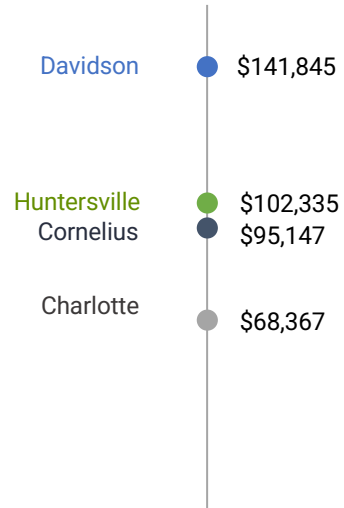 Davidson $141,845
Huntersville $102,335
Cornelius $95,147
Charlotte $68,367